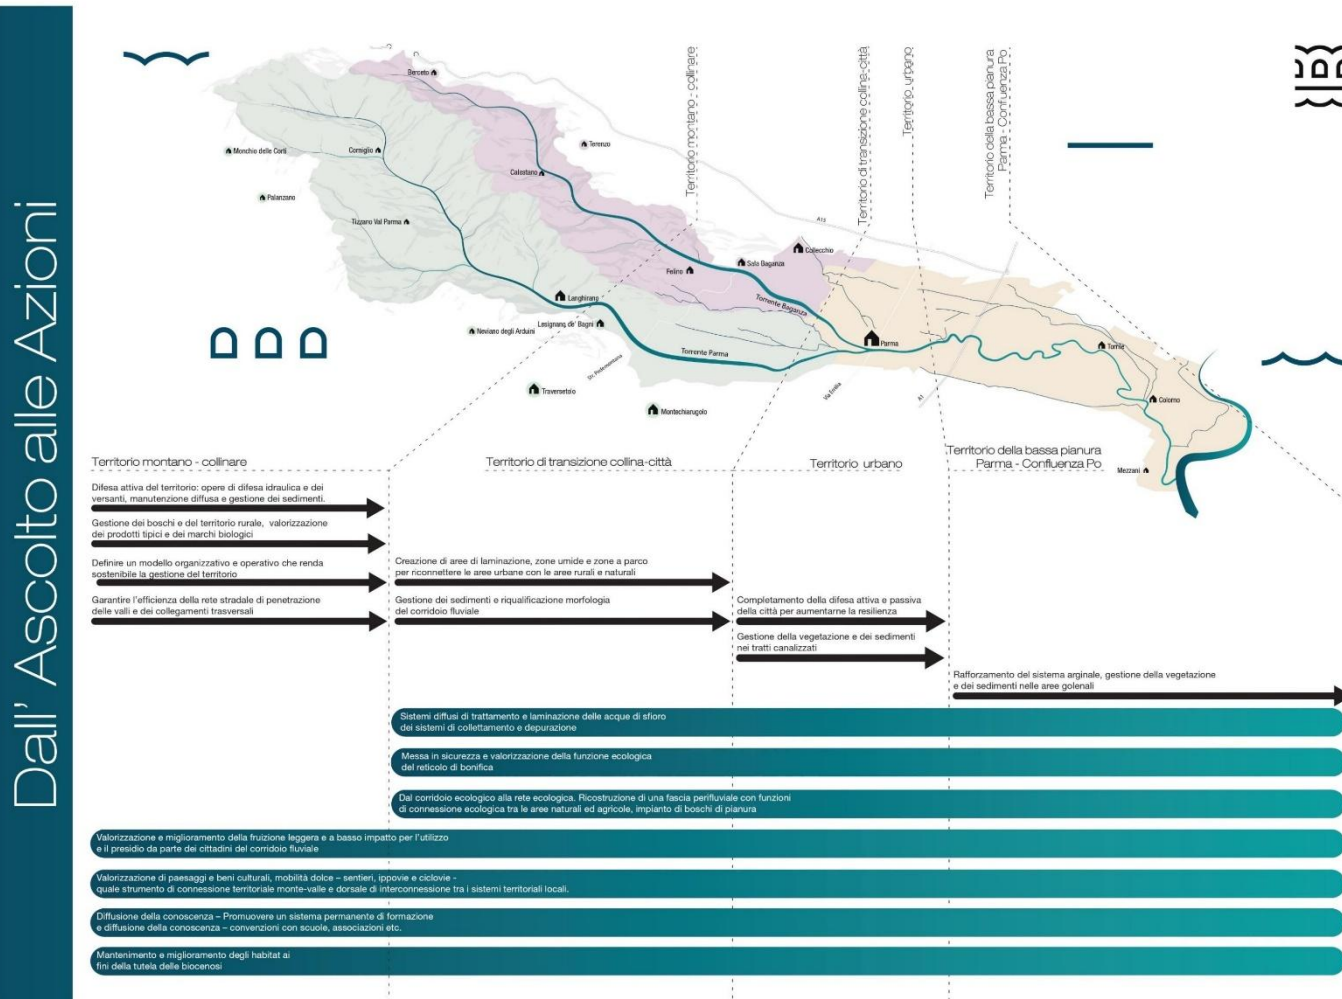 Dall' Ascolto alle Azioni
Territorio montano - collinare
Territorio di transizione collina-città
Territorio urbano
Territorio della bassa pianura
Parma - Confluenza Po
Berceto
Monchio delle Corti
Corniglio
Terenzo
Calestano
Palanzano
Tizzano Val Parma
A15
Collecchio
Sala Baganza
Felino
Langhirano
Torrente Baganza
Neviano degli Arduini
Lesignano de' Bagni
Parma
Torrile
Torrente Parma
Str. Pedemontana
Traversetolo
Via Emilia
A1
Colorno
Montechiarugolo
Mezzani
Territorio montano - collinare
Territorio di transizione collina-città
Territorio urbano
Territorio della bassa pianura
Parma - Confluenza Po
Difesa attiva del territorio: opere di difesa idraulica e dei
versanti, manutenzione diffusa e gestione dei sedimenti.
Gestione dei boschi e del territorio rurale, valorizzazione
dei prodotti tipici e dei marchi biologici
Definire un modello organizzativo e operativo che renda
sostenibile la gestione del territorio
Garantire l'efficienza della rete stradale di penetrazione
delle valli e dei collegamenti trasversali
Creazione di aree di laminazione, zone umide e zone a parco
per riconnettere le aree urbane con le aree rurali e naturali
Gestione dei sedimenti e riqualificazione morfologia
del corridoio fluviale
Completamento della difesa attiva e passiva
della città per aumentarne la resilienza
Gestione della vegetazione e dei sedimenti
nei tratti canalizzati
Rafforzamento del sistema arginale, gestione della vegetazione
e dei sedimenti nelle aree golenali
Sistemi diffusi di trattamento e laminazione delle acque di sfioro
dei sistemi di collettamento e depurazione
Messa in sicurezza e valorizzazione della funzione ecologica
del reticolo di bonifica
Dal corridoio ecologico alla rete ecologica. Ricostruzione di una fascia perifluviale con funzioni
di connessione ecologica tra le aree naturali ed agricole, impianto di boschi di pianura
Valorizzazione e miglioramento della fruizione leggera e a basso impatto per l'utilizzo
e il presidio da parte dei cittadini del corridoio fluviale
Valorizzazione di paesaggi e beni culturali, mobilità dolce – sentieri, ippovie e ciclovie -
quale strumento di connessione territoriale monte-valle e dorsale di interconnessione tra i sistemi territoriali locali.
Diffusione della conoscenza – Promuovere un sistema permanente di formazione
e diffusione della conoscenza – convenzioni con scuole, associazioni etc.
Mantenimento e miglioramento degli habitat ai
fini della tutela delle biocenosi